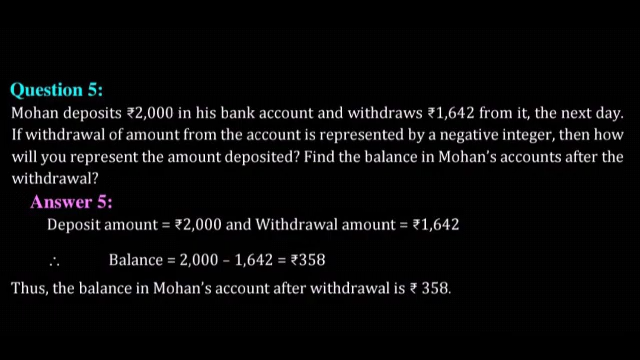 Question 5:
Mohan deposits ₹2,000 in his bank account and withdraws ₹1,642 from it, the next day.
If withdrawal of amount from the account is represented by a negative integer, then how
will you represent the amount deposited? Find the balance in Mohan's accounts after the
withdrawal?
Answer 5:
Deposit amount = ₹2,000 and Withdrawal amount = ₹1,642
∴ Balance = 2,000 – 1,642 = ₹358
Thus, the balance in Mohan's account after withdrawal is ₹ 358.